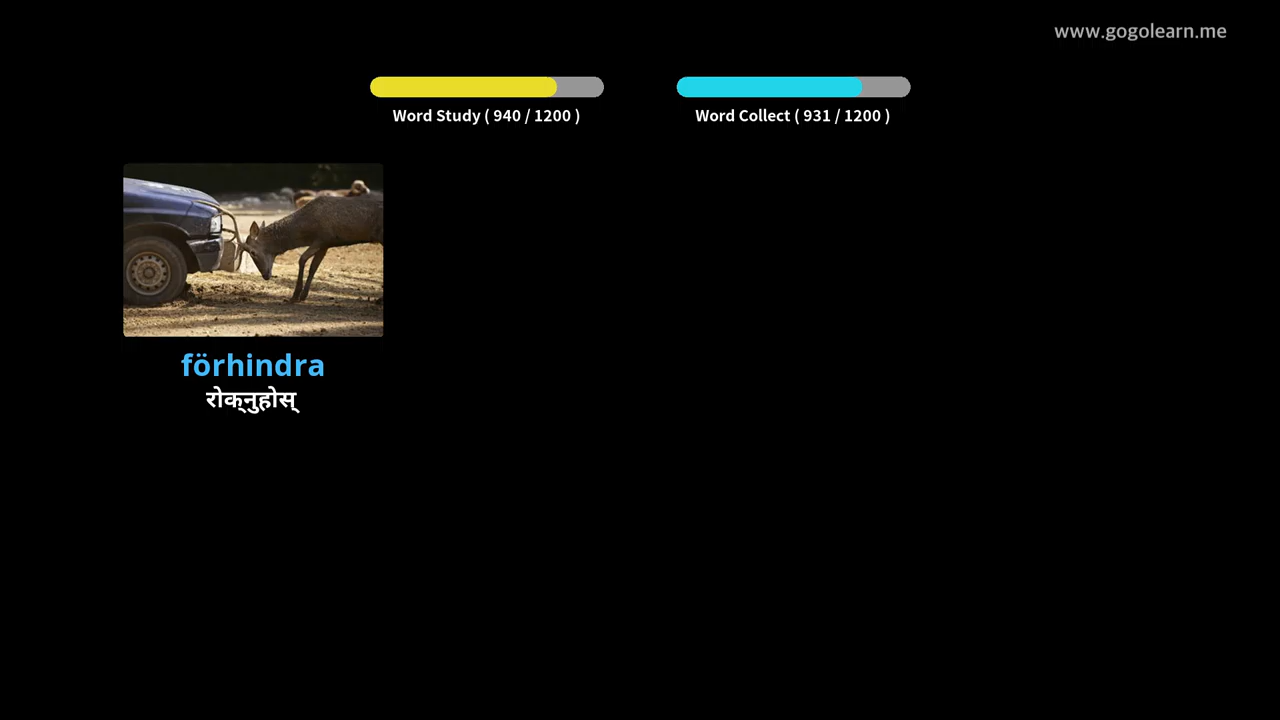 www.gogolearn.me
Word Study ( 940 / 1200 )
Word Collect ( 931 / 1200 )
förhindra
रोक्नुहोस्